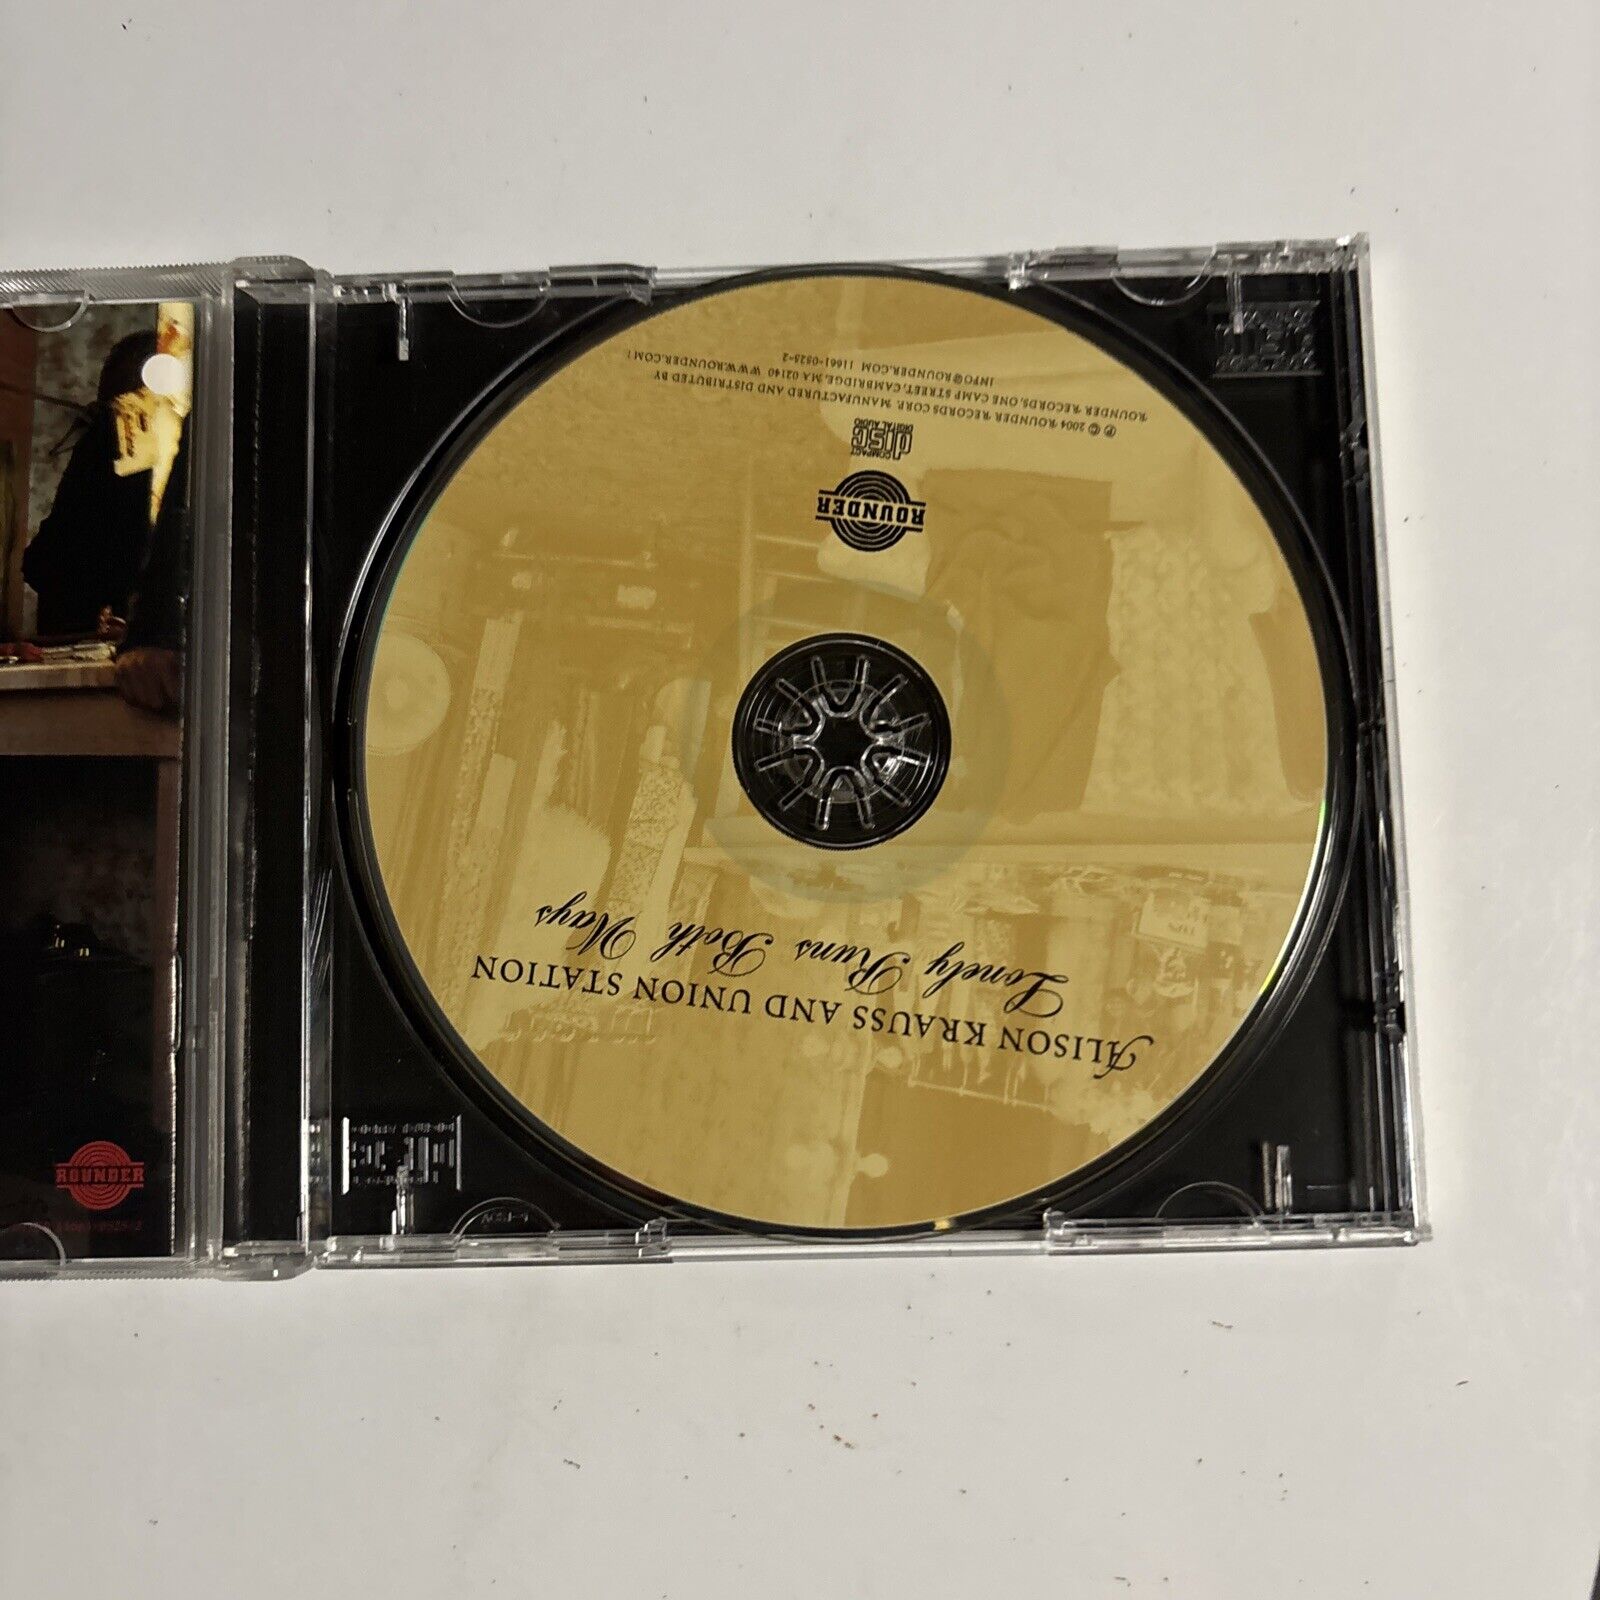 ALISON KRAUSS AND UNION STATION
Lonely Runs Both Ways
ROUNDER
COMPACT
disc
DIGITAL AUDIO
℗ © 2004 ROUNDER RECORDS CORP. MANUFACTURED AND DISTRIBUTED BY
ROUNDER RECORDS, ONE CAMP STREET, CAMBRIDGE, MA 02140 WWW.ROUNDER.COM
INFO@ROUNDER.COM 11661-0525-2
ROUNDER